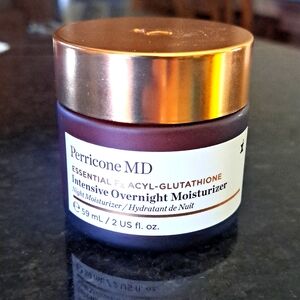 Perricone MD
ESSENTIAL Fx ACYL-GLUTATHIONE
Intensive Overnight Moisturizer
Night Moisturizer / Hydratant de Nuit
℮ 59 mL / 2 US fl. oz.